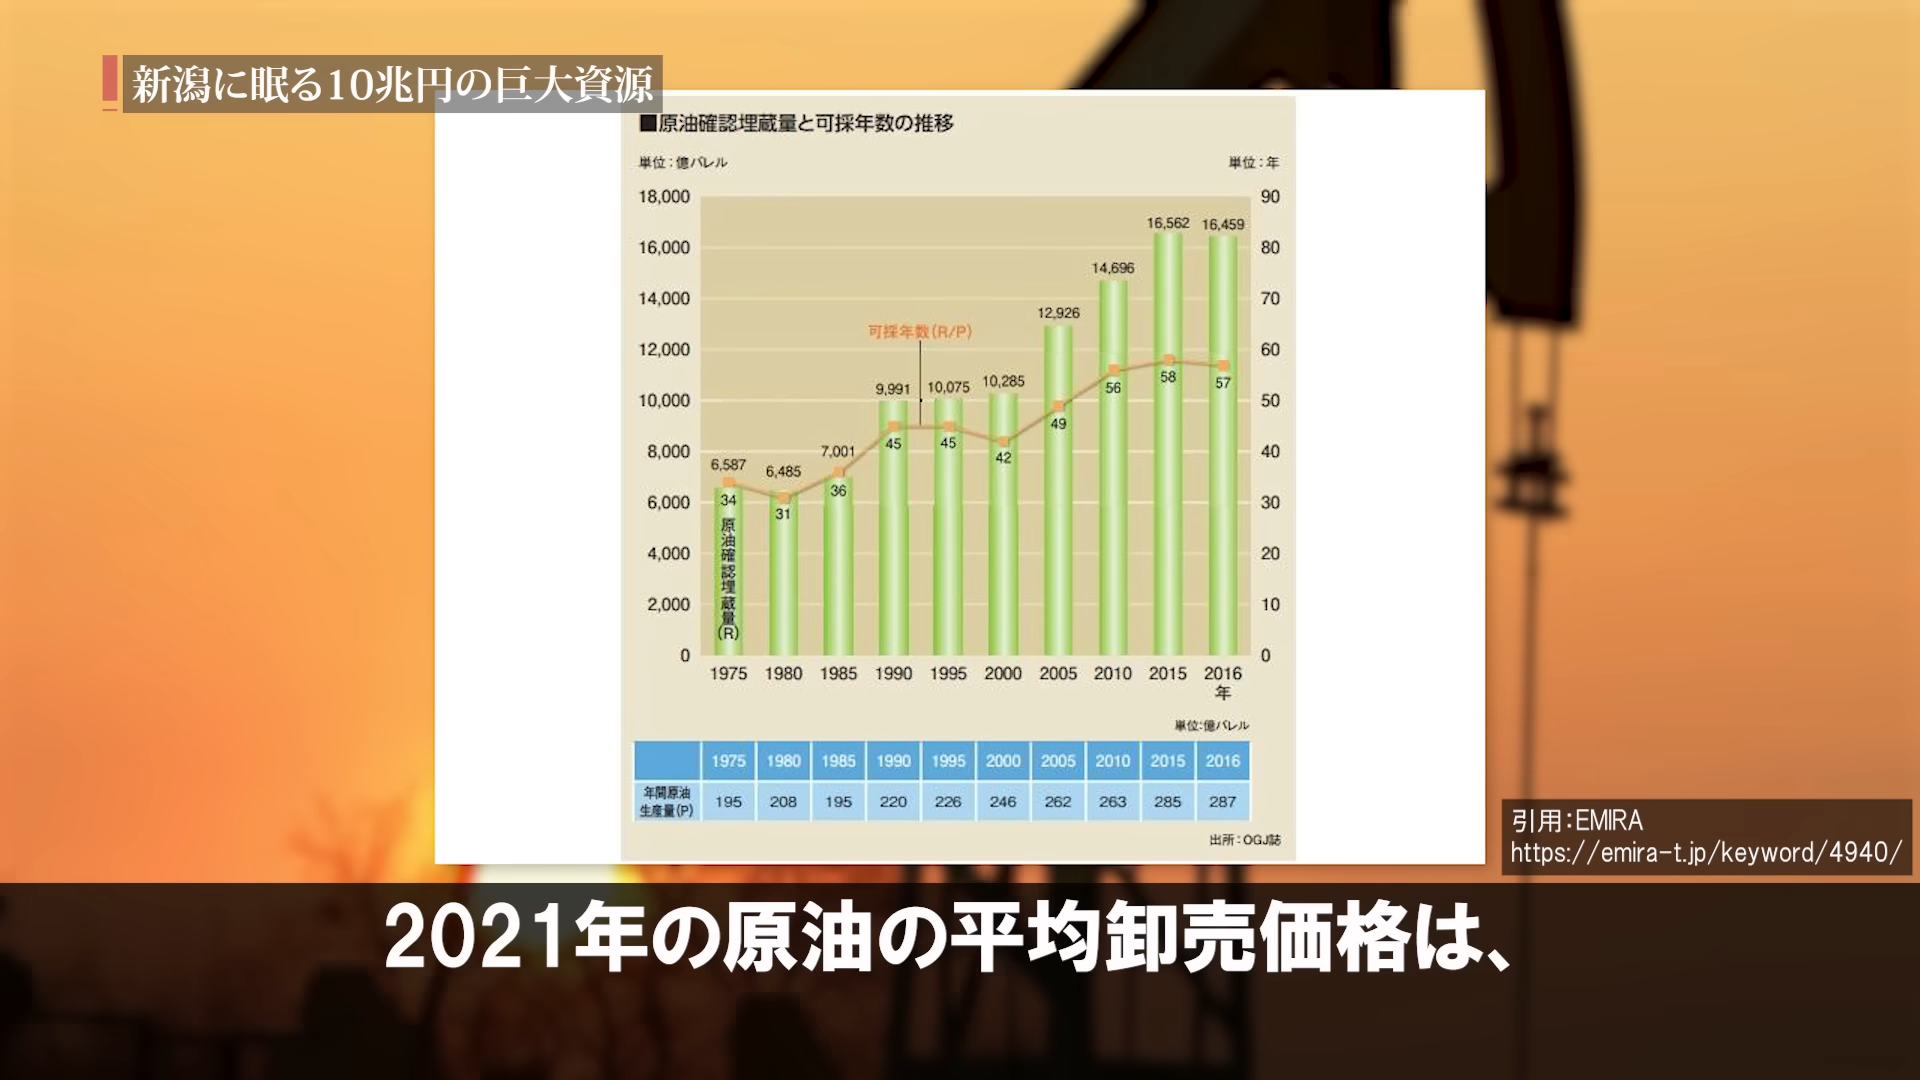 新潟に眠る10兆円の巨大資源
■原油確認埋蔵量と可採年数の推移
単位：億バレル 単位：年
18,000 90
16,000 80
14,000 70
12,000 60
10,000 50
8,000 40
6,000 30
4,000 20
2,000 10
0 0
16,562 16,459
14,696
12,926
可採年数(R/P)
9,991 10,075 10,285
7,001
6,587 6,485
34 31 36 45 45 42 49 56 58 57
原油確認埋蔵量(R)
1975 1980 1985 1990 1995 2000 2005 2010 2015 2016
年
単位:億バレル
1975 1980 1985 1990 1995 2000 2005 2010 2015 2016
年間原油
生産量(P) 195 208 195 220 226 246 262 263 285 287
出所：OGJ誌
引用：EMIRA
https://emira-t.jp/keyword/4940/
2021年の原油の平均卸売価格は、